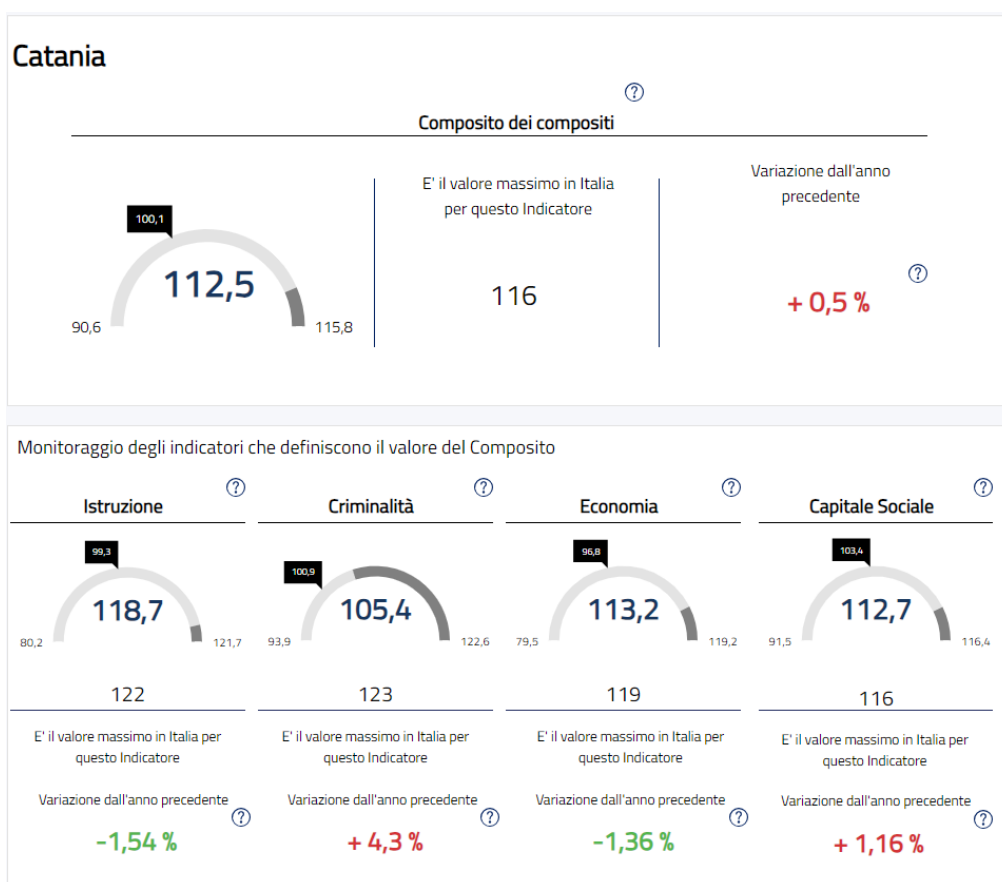 Catania
?
Composito dei compositi
100,1
112,5
90,6
115,8
E' il valore massimo in Italia
per questo Indicatore
116
Variazione dall'anno
precedente
?
+ 0,5 %
Monitoraggio degli indicatori che definiscono il valore del Composito
?
Istruzione
99,3
118,7
80,2
121,7
122
E' il valore massimo in Italia per
questo Indicatore
Variazione dall'anno precedente
?
-1,54 %
?
Criminalità
100,9
105,4
93,9
122,6
123
E' il valore massimo in Italia per
questo Indicatore
Variazione dall'anno precedente
?
+ 4,3 %
?
Economia
96,8
113,2
79,5
119,2
119
E' il valore massimo in Italia per
questo Indicatore
Variazione dall'anno precedente
?
-1,36 %
?
Capitale Sociale
103,4
112,7
91,5
116,4
116
E' il valore massimo in Italia per
questo Indicatore
Variazione dall'anno precedente
?
+ 1,16 %